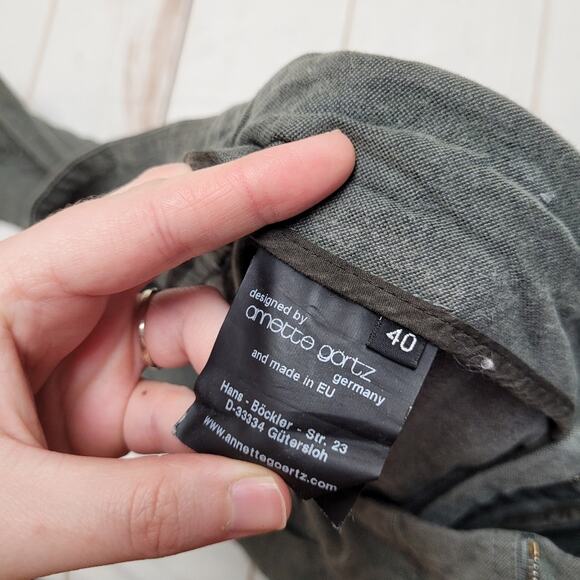 designed by
annette görtz
germany
and made in EU
40
Hans - Böckler - Str. 23
D-33334 Gütersloh
www.annettegoertz.com